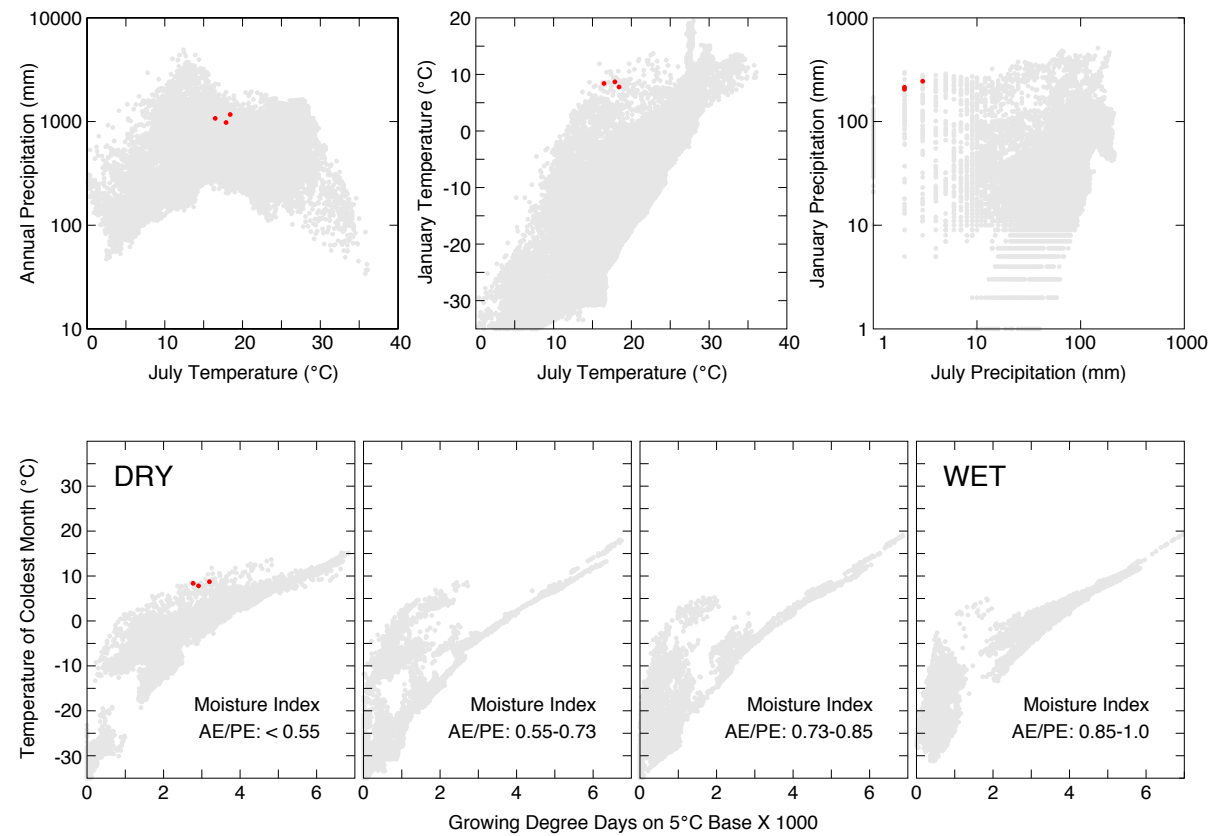 10000
1000
100
10
Annual Precipitation (mm)
0 10 20 30 40
July Temperature (°C)
20
10
0
-10
-20
-30
January Temperature (°C)
0 10 20 30 40
July Temperature (°C)
1000
100
10
1
January Precipitation (mm)
1 10 100 1000
July Precipitation (mm)
Temperature of Coldest Month (°C)
30
20
10
0
-10
-20
-30
DRY
Moisture Index
AE/PE: < 0.55
0 2 4 6
Moisture Index
AE/PE: 0.55-0.73
0 2 4 6
Moisture Index
AE/PE: 0.73-0.85
0 2 4 6
WET
Moisture Index
AE/PE: 0.85-1.0
0 2 4 6
Growing Degree Days on 5°C Base X 1000